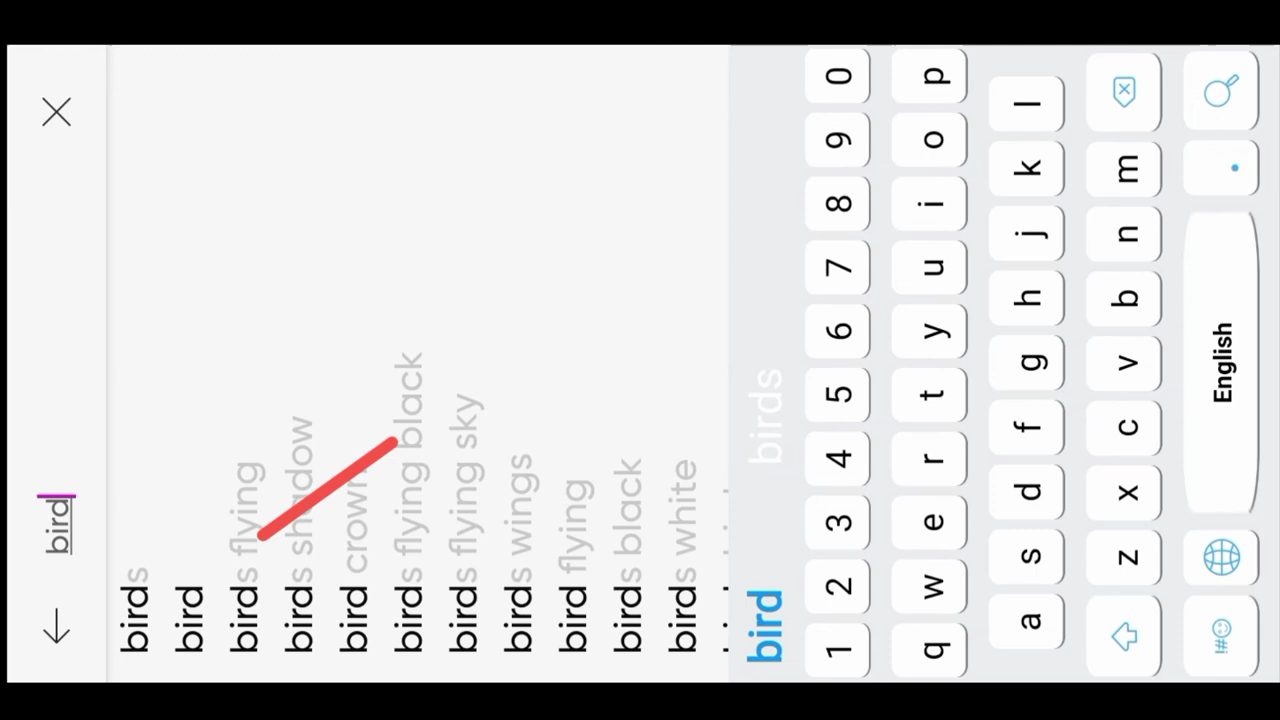 bird
birds
bird
birds flying
birds shadow
bird crown
birds flying black
birds flying sky
birds wings
bird flying
birds black
birds white
bird birds
1 2 3 4 5 6 7 8 9 0
q w e r t y u i o p
a s d f g h j k l
z x c v b n m
!#☺ English .